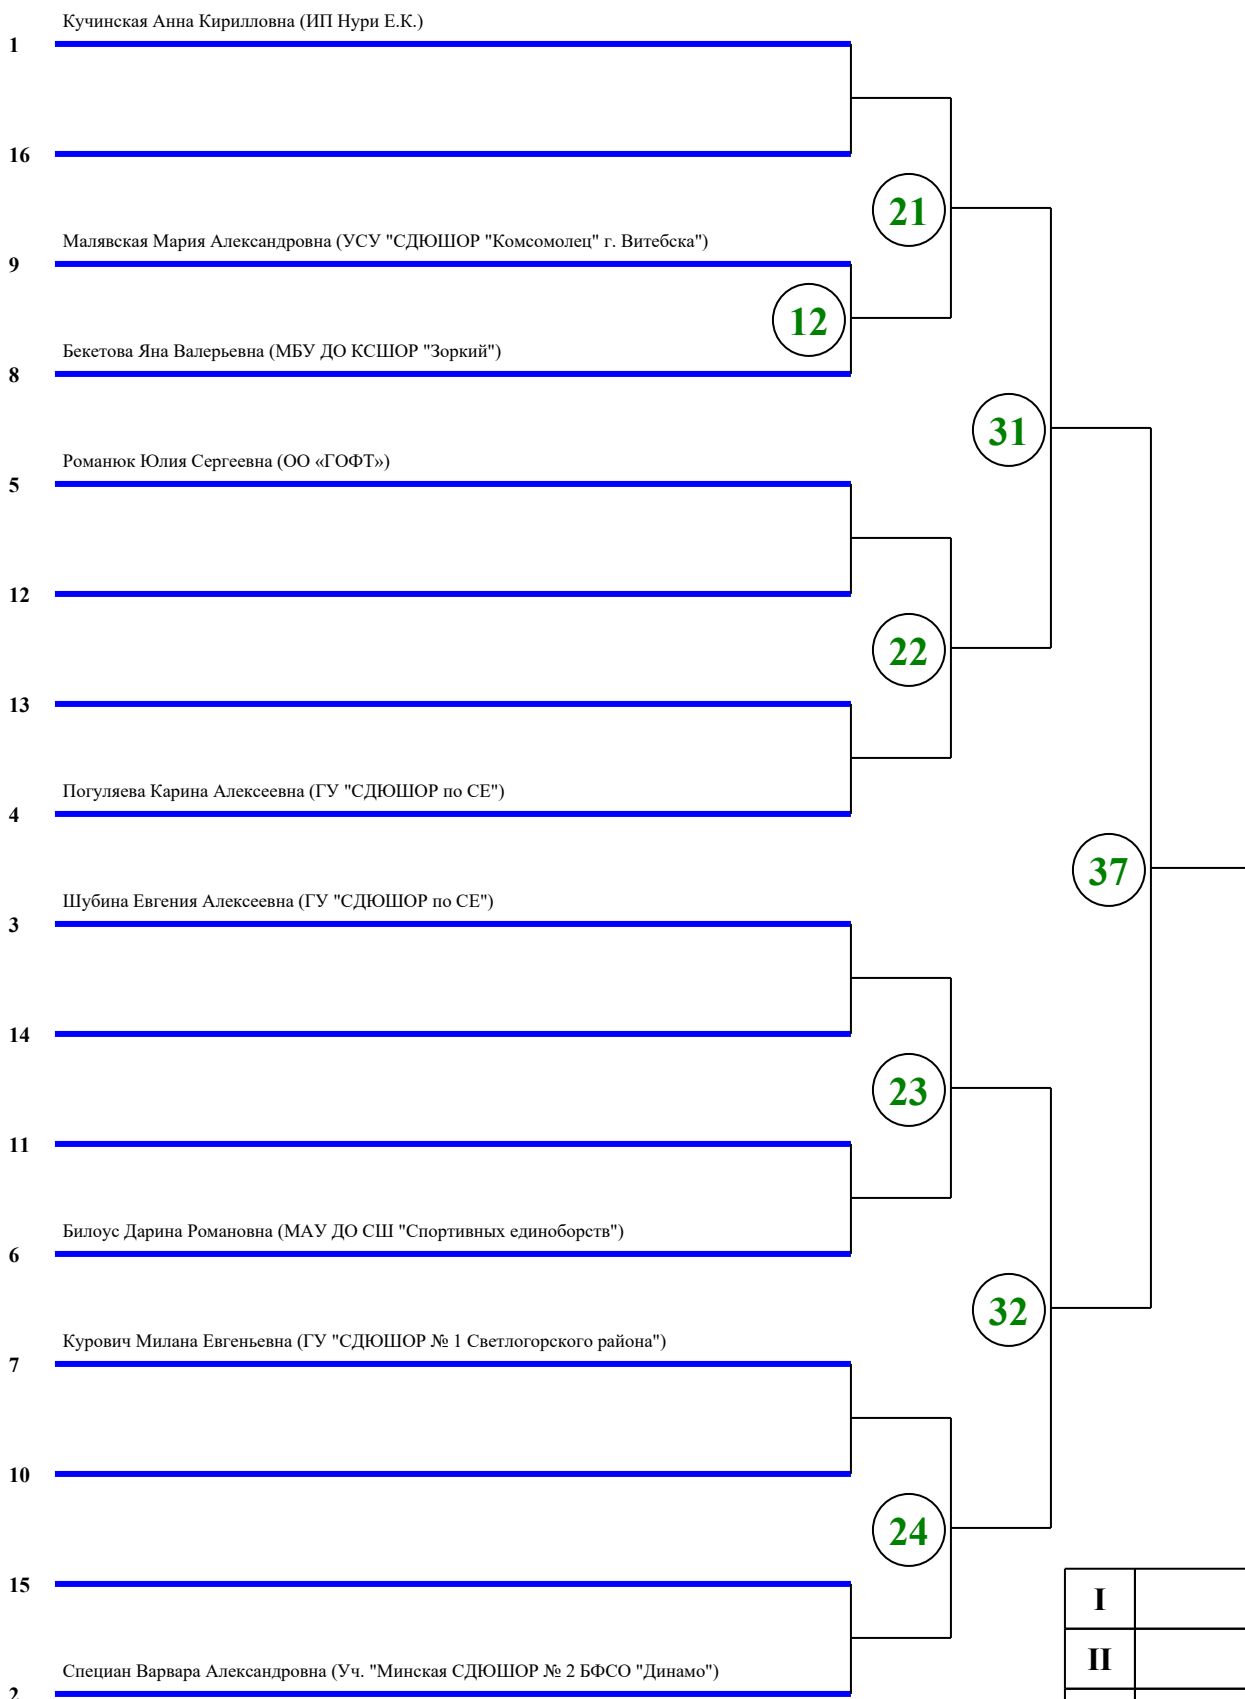 Кучинская Анна Кирилловна (ИП Нури Е.К.)
1
16
21
Малявская Мария Александровна (УСУ "СДЮШОР "Комсомолец" г. Витебска")
9
12
Бекетова Яна Валерьевна (МБУ ДО КСШОР "Зоркий")
8
31
Романюк Юлия Сергеевна (ОО «ГОФТ»)
5
12
22
13
Погуляева Карина Алексеевна (ГУ "СДЮШОР по СЕ")
4
37
Шубина Евгения Алексеевна (ГУ "СДЮШОР по СЕ")
3
14
23
11
Билоус Дарина Романовна (МАУ ДО СШ "Спортивных единоборств")
6
32
Курович Милана Евгеньевна (ГУ "СДЮШОР № 1 Светлогорского района")
7
10
24
15
I
II
Специан Варвара Александровна (Уч. "Минская СДЮШОР № 2 БФСО "Динамо")
2